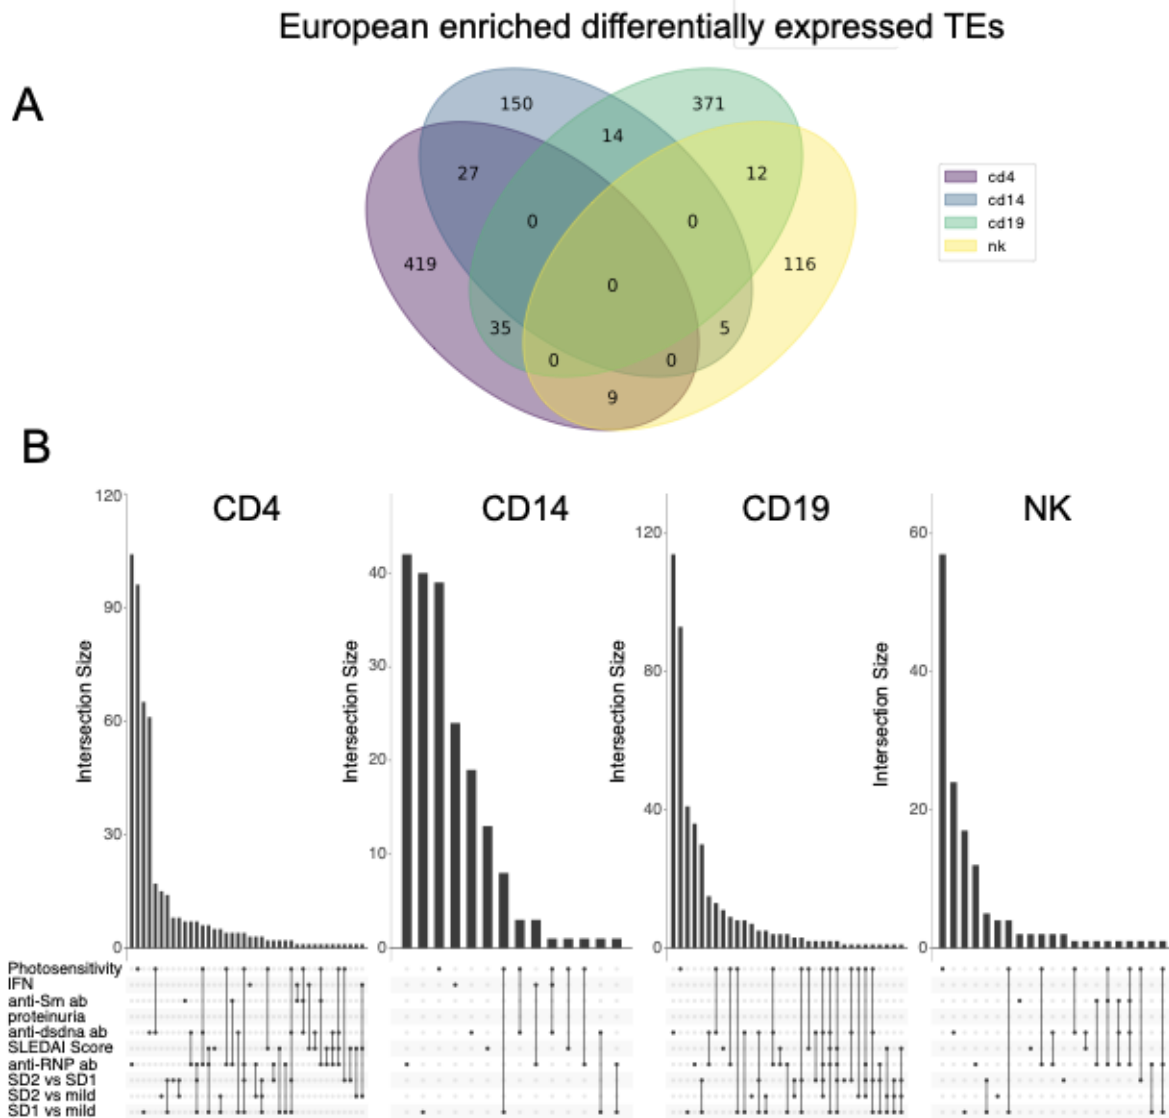 European enriched differentially expressed TEs
A
150
371
14
27
12
0
0
419
116
0
35
5
0
0
9
cd4
cd14
cd19
nk
B
CD4
CD14
CD19
NK
120
90
60
30
0
Intersection Size
40
30
20
10
0
Intersection Size
120
80
40
0
Intersection Size
60
40
20
0
Intersection Size
Photosensitivity
IFN
anti-Sm ab
proteinuria
anti-dsdna ab
SLEDAI Score
anti-RNP ab
SD2 vs SD1
SD2 vs mild
SD1 vs mild